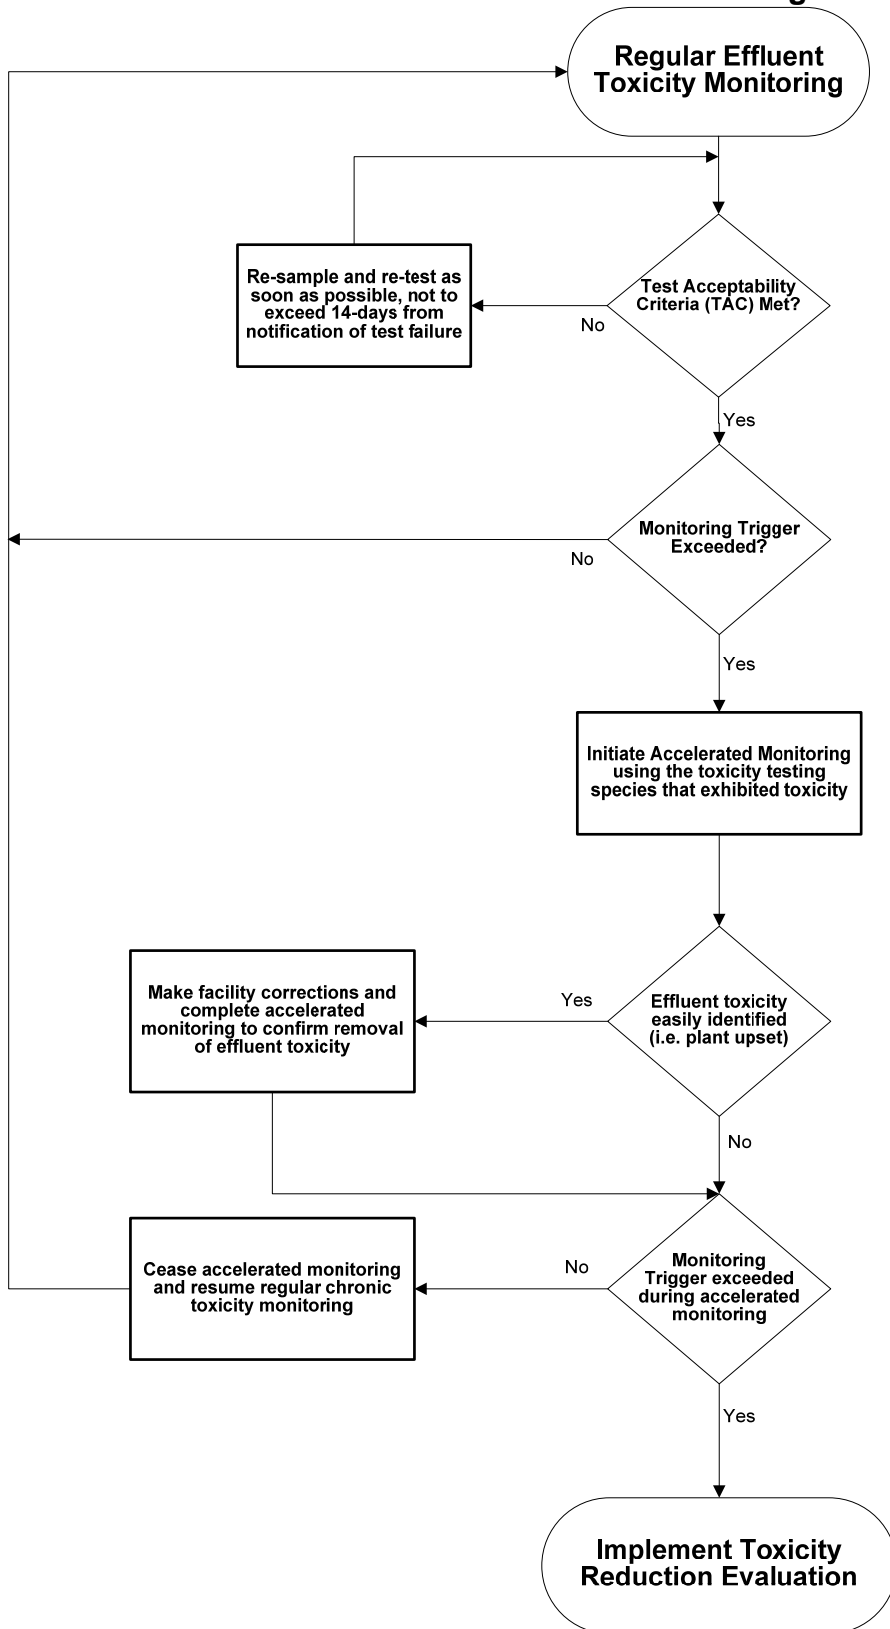 Regular Effluent
Toxicity Monitoring
Re-sample and re-test as
soon as possible, not to
exceed 14-days from
notification of test failure
Test Acceptability
Criteria (TAC) Met?
No
Yes
Monitoring Trigger
Exceeded?
No
Yes
Initiate Accelerated Monitoring
using the toxicity testing
species that exhibited toxicity
Make facility corrections and
complete accelerated
monitoring to confirm removal
of effluent toxicity
Yes
Effluent toxicity
easily identified
(i.e. plant upset)
No
Cease accelerated monitoring
and resume regular chronic
toxicity monitoring
No
Monitoring
Trigger exceeded
during accelerated
monitoring
Yes
Implement Toxicity
Reduction Evaluation